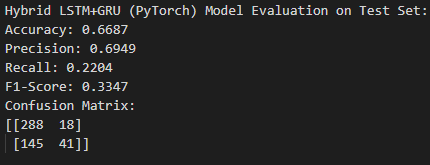 Hybrid LSTM+GRU (PyTorch) Model Evaluation on Test Set:
Accuracy: 0.6687
Precision: 0.6949
Recall: 0.2204
F1-Score: 0.3347
Confusion Matrix:
[[288  18]
 [145  41]]